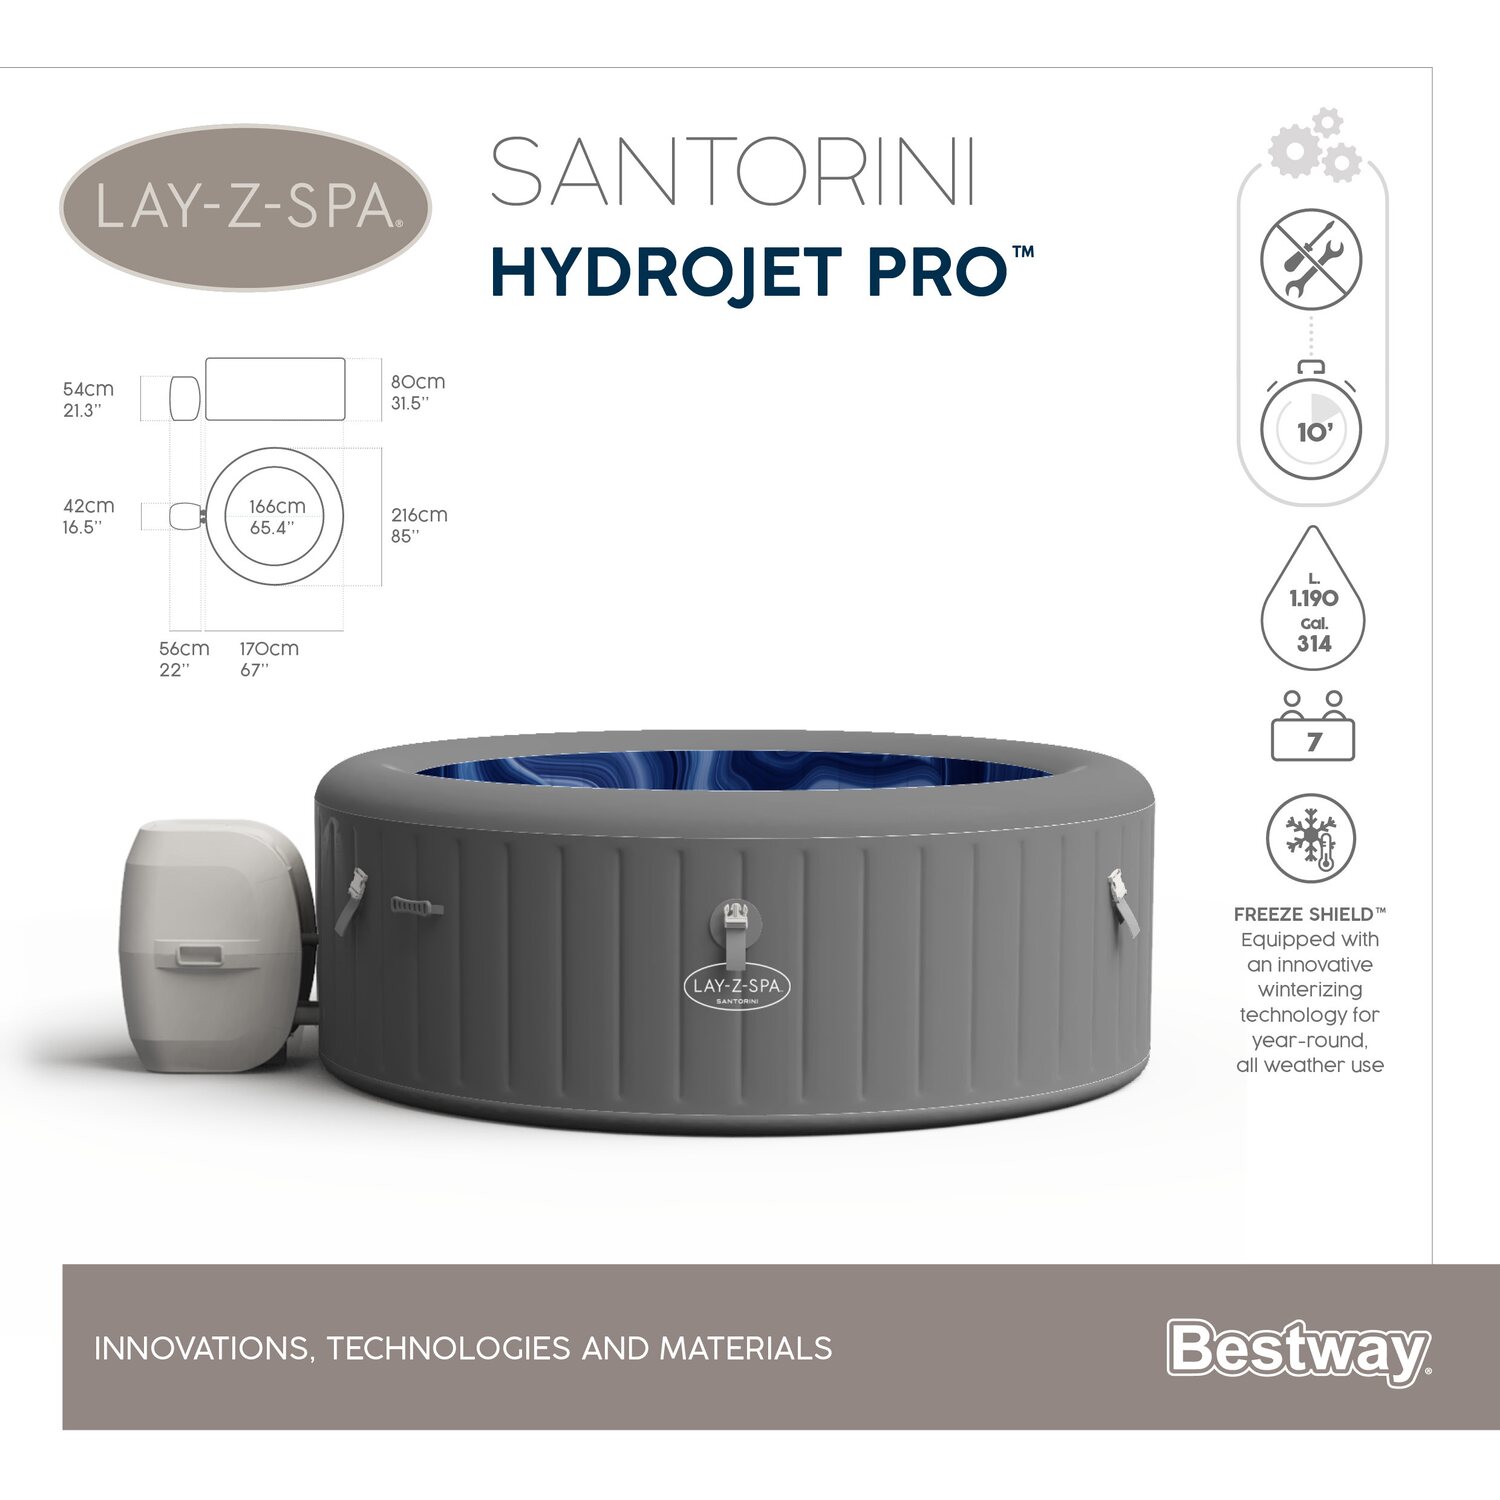 LAY-Z-SPA®
SANTORINI
HYDROJET PRO™
54cm
21.3’’
80cm
31.5’’
42cm
16.5’’
166cm
65.4’’
216cm
85’’
56cm
22’’
170cm
67’’
10’
L.
1.190
Gal.
314
7
FREEZE SHIELD™
Equipped with
an innovative
winterizing
technology for
year-round,
all weather use
LAY-Z-SPA
SANTORINI
INNOVATIONS, TECHNOLOGIES AND MATERIALS
Bestway®